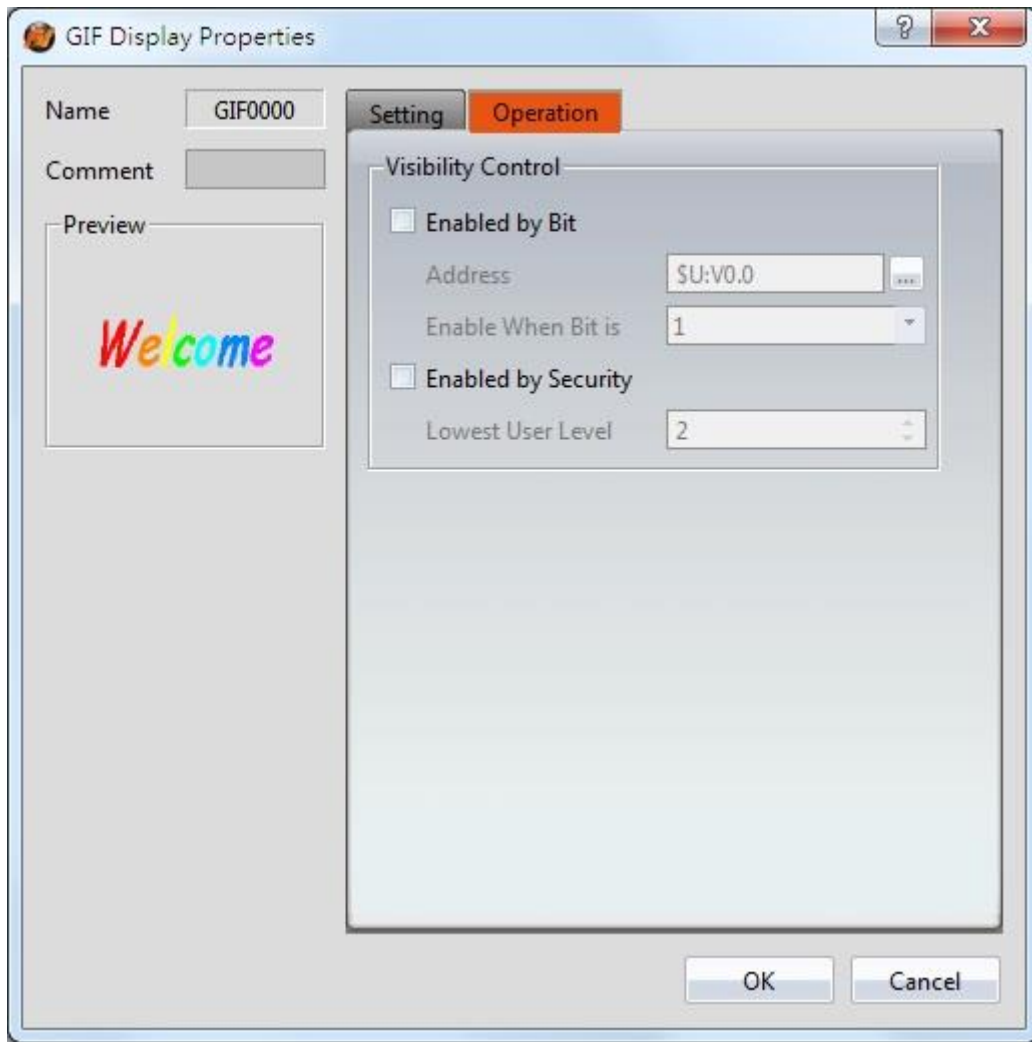 GIF Display Properties
?
Name GIF0000
Comment
Preview
Welcome
Setting Operation
Visibility Control
Enabled by Bit
Address $U:V0.0 ...
Enable When Bit is 1
Enabled by Security
Lowest User Level 2
OK Cancel